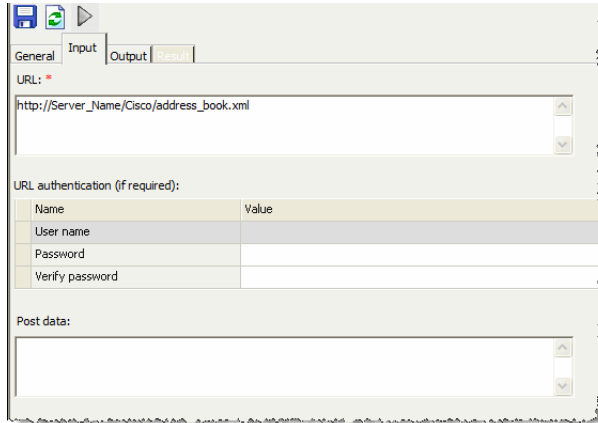 General Input Output Result
URL: *
http://Server_Name/Cisco/address_book.xml
URL authentication (if required):
Name Value
User name
Password
Verify password
Post data: